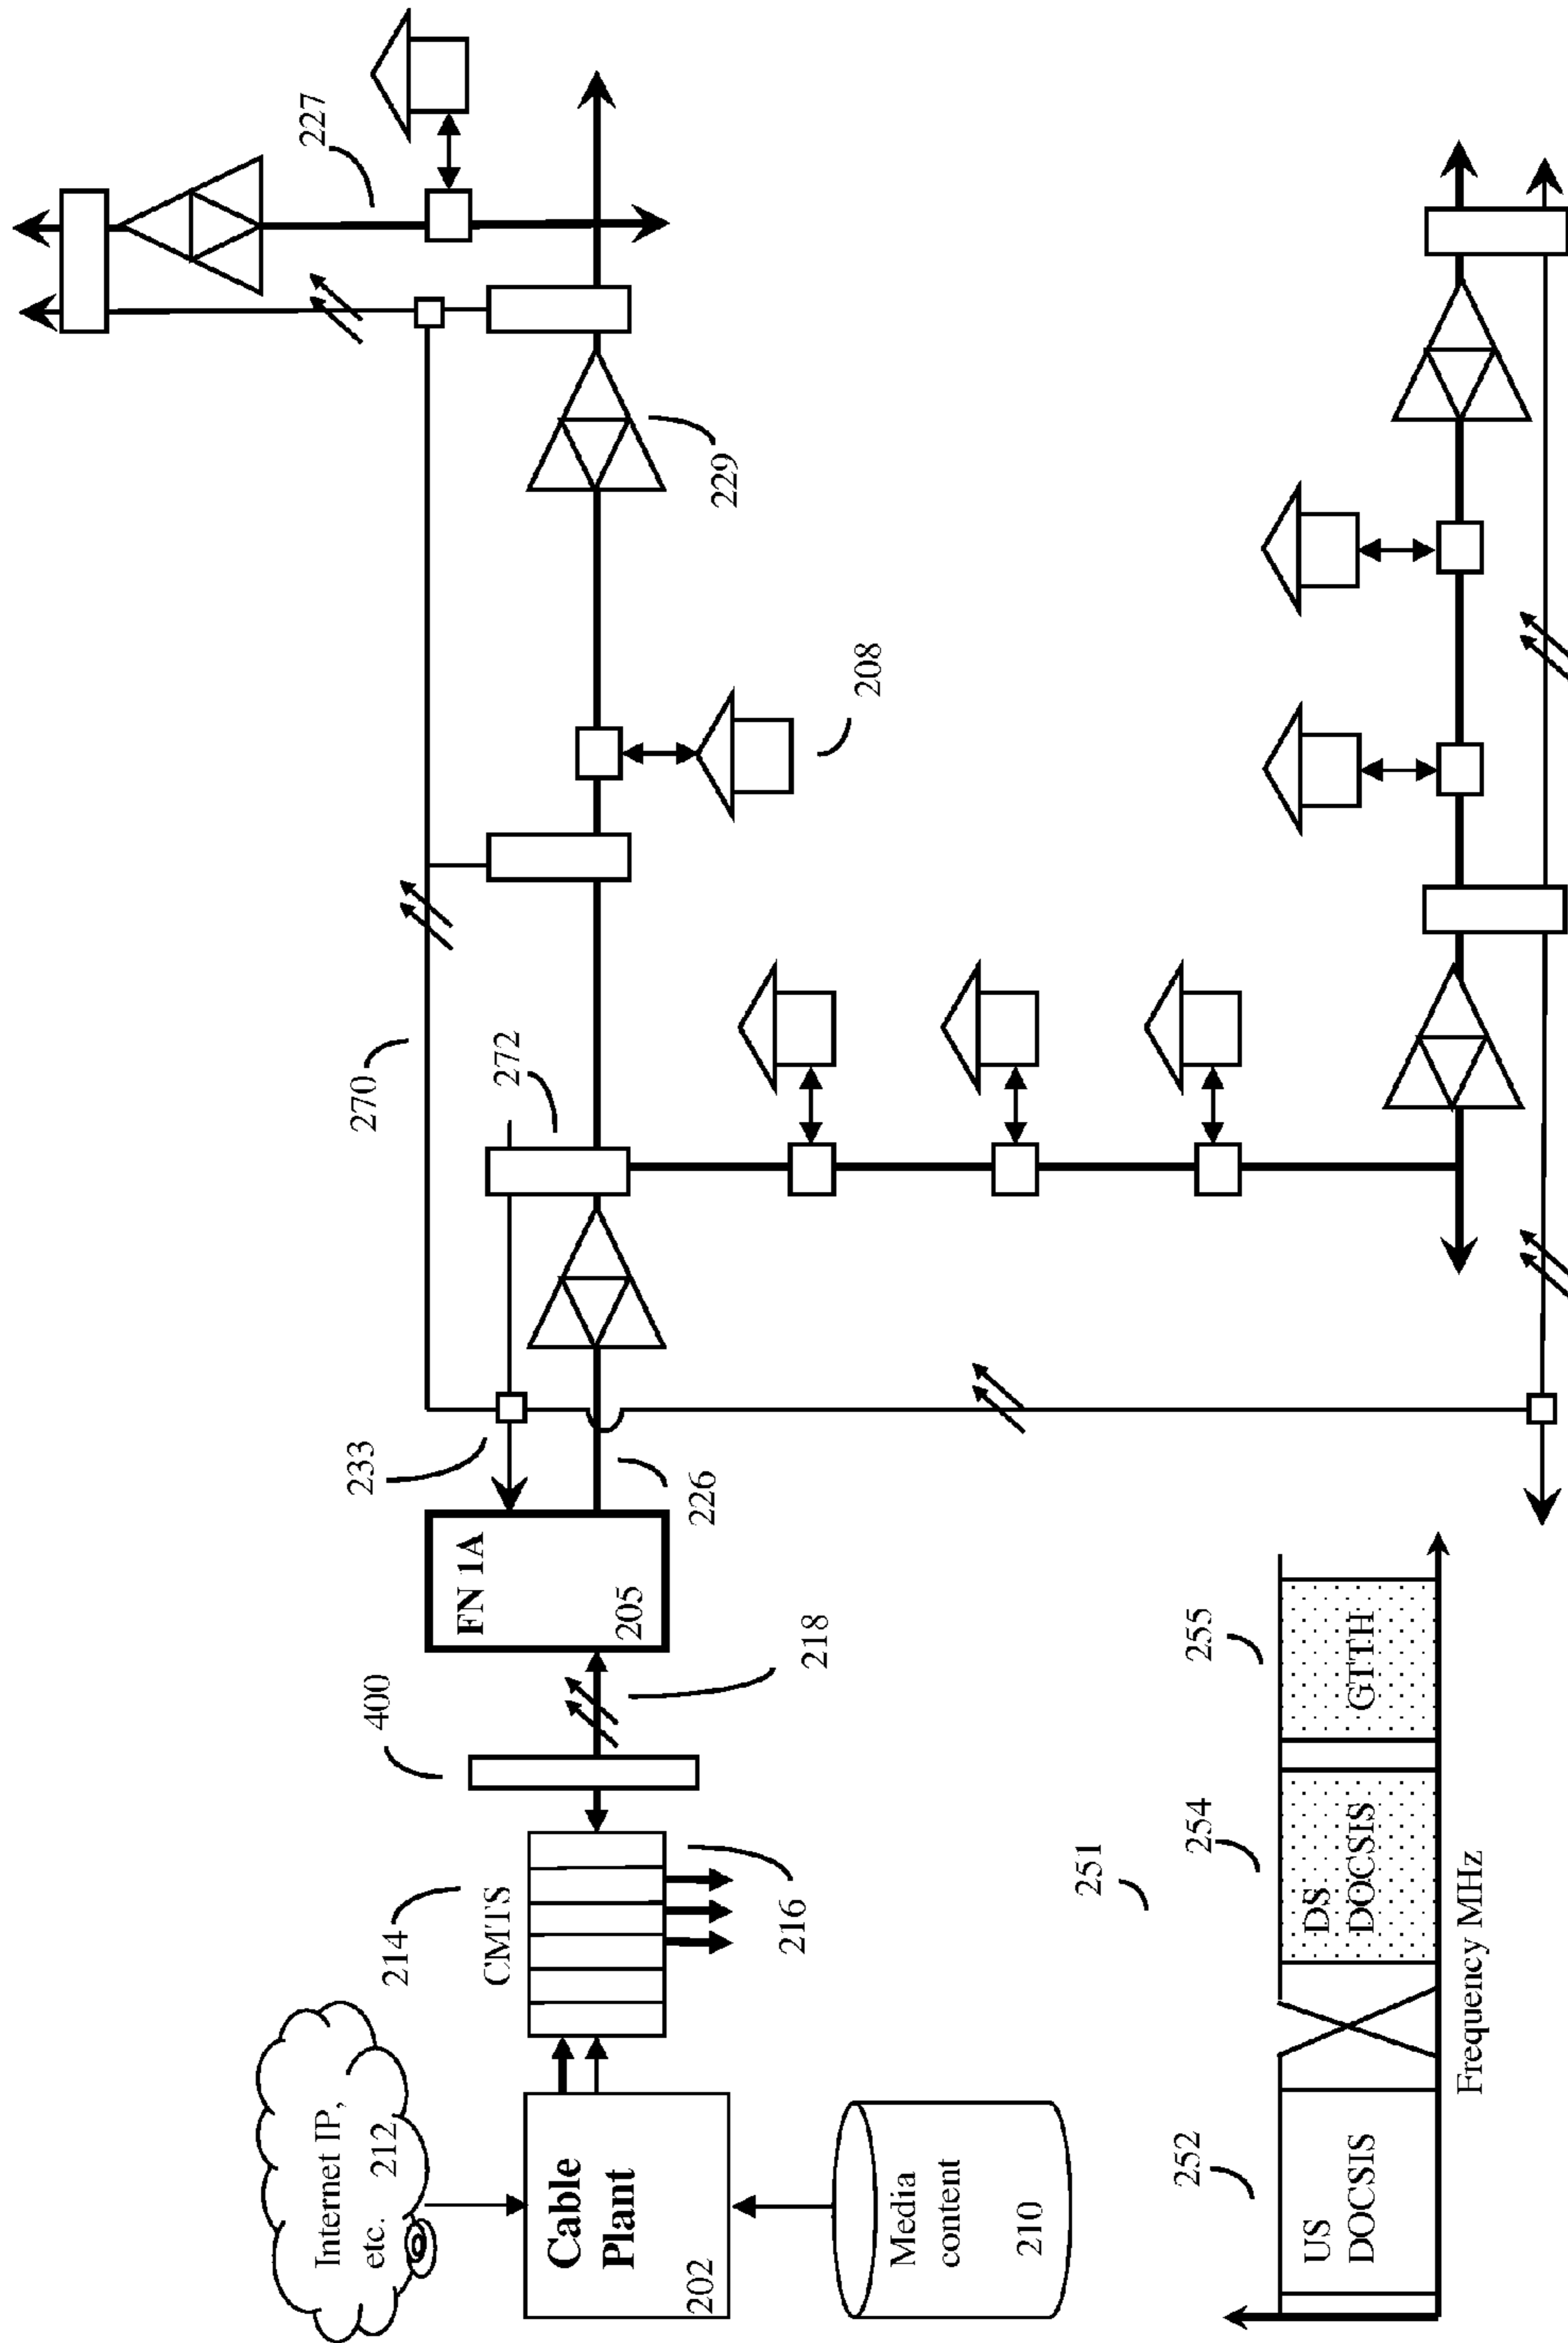 Internet IP,
etc. 212
Cable
Plant
202
Media
content
210
214
CMTS
216
400
218
FN 1A
205
233
226
270
272
208
229
227
251
252
254
255
US
DOCSIS
DS
DOCSIS
GTTH
Frequency MHz